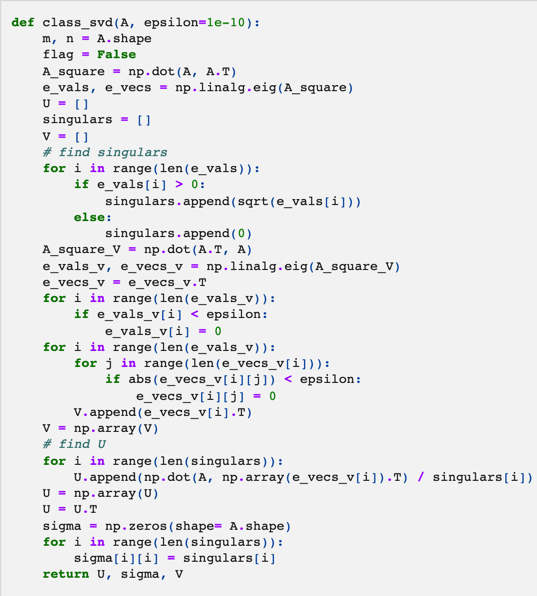 def class_svd(A, epsilon=1e-10):
    m, n = A.shape
    flag = False
    A_square = np.dot(A, A.T)
    e_vals, e_vecs = np.linalg.eig(A_square)
    U = []
    singulars = []
    V = []
    # find singulars
    for i in range(len(e_vals)):
        if e_vals[i] > 0:
            singulars.append(sqrt(e_vals[i]))
        else:
            singulars.append(0)
    A_square_V = np.dot(A.T, A)
    e_vals_v, e_vecs_v = np.linalg.eig(A_square_V)
    e_vecs_v = e_vecs_v.T
    for i in range(len(e_vals_v)):
        if e_vals_v[i] < epsilon:
            e_vals_v[i] = 0
    for i in range(len(e_vals_v)):
        for j in range(len(e_vecs_v[i])):
            if abs(e_vecs_v[i][j]) < epsilon:
                e_vecs_v[i][j] = 0
        V.append(e_vecs_v[i].T)
    V = np.array(V)
    # find U
    for i in range(len(singulars)):
        U.append(np.dot(A, np.array(e_vecs_v[i]).T) / singulars[i])
    U = np.array(U)
    U = U.T
    sigma = np.zeros(shape= A.shape)
    for i in range(len(singulars)):
        sigma[i][i] = singulars[i]
    return U, sigma, V